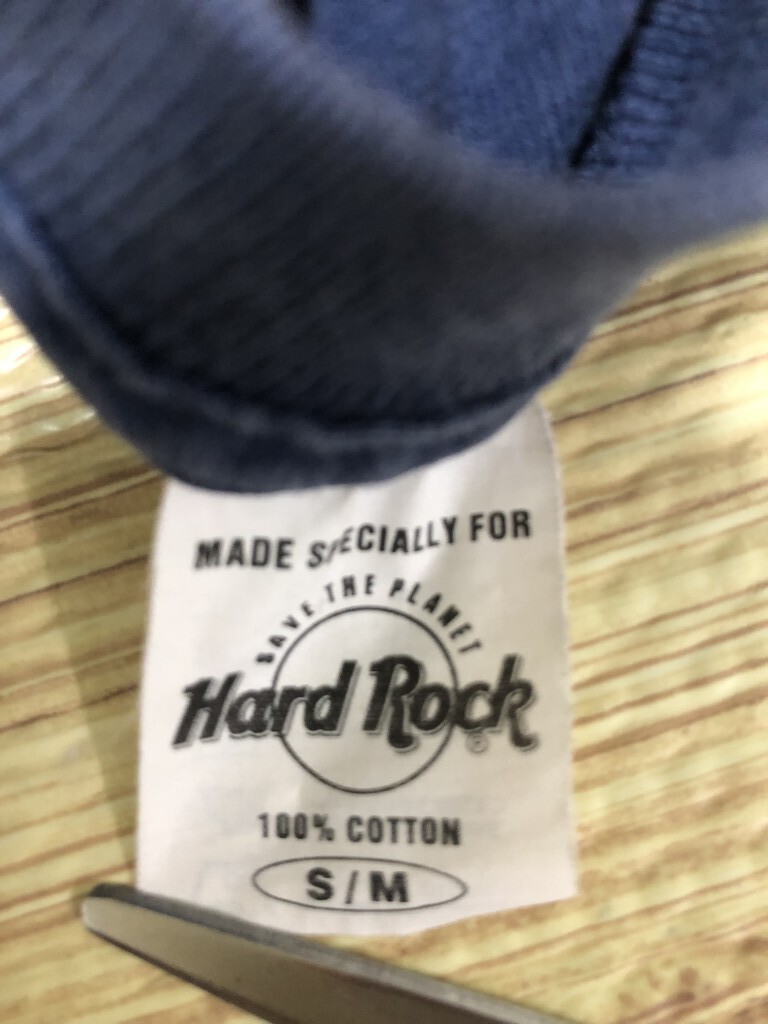 MADE SPECIALLY FOR
SAVE THE PLANET
Hard Rock ®
100% COTTON
S/M